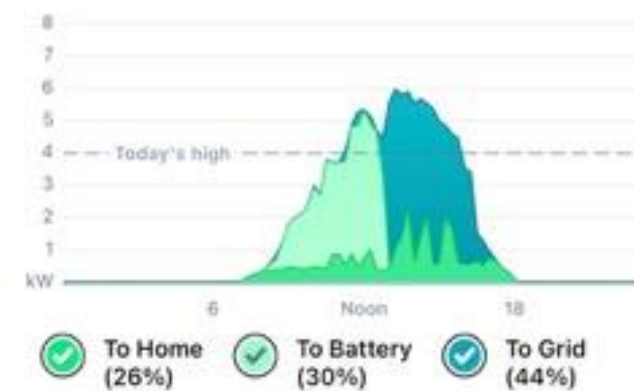 8
7
6
5
4
Today's high
3
2
1
kW
6 Noon 18
To Home To Battery To Grid
(26%) (30%) (44%)